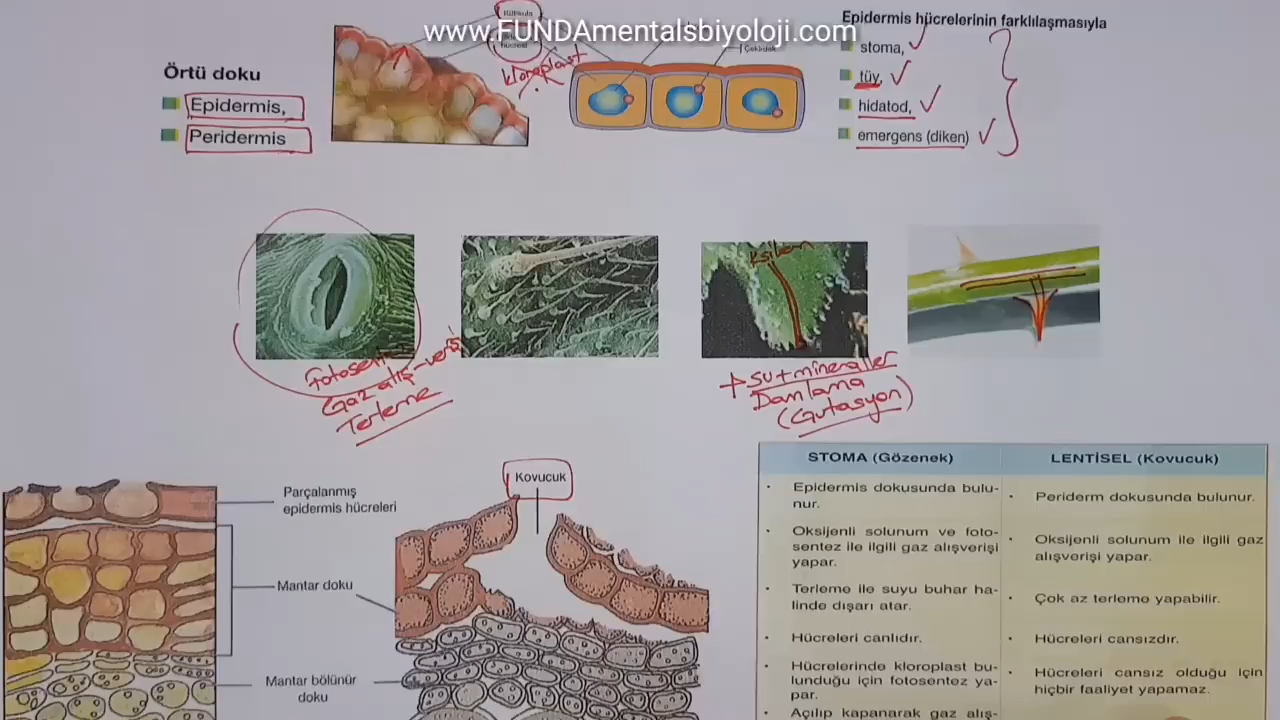 www.FUNDAmentalsbiyoloji.com
Örtü doku
Epidermis,
Peridermis
kloroplast
Çekirdek
Epidermis hücrelerinin farklılaşmasıyla
stoma,
tüy,
hidatod,
emergens (diken)
Fotosentez
Gaz alış-veriş
Terleme
ksilem
+ su + mineraller
Damlama
(Gutasyon)
Parçalanmış
epidermis hücreleri
Mantar doku
Mantar bölünür
doku
Kovucuk
STOMA (Gözenek)
Epidermis dokusunda bulu-
nur.
Oksijenli solunum ve foto-
sentez ile ilgili gaz alışverişi
yapar.
Terleme ile suyu buhar ha-
linde dışarı atar.
Hücreleri canlıdır.
Hücrelerinde kloroplast bu-
lunduğu için fotosentez ya-
par.
Açılıp kapanarak gaz alış-
LENTİSEL (Kovucuk)
Periderm dokusunda bulunur.
Oksijenli solunum ile ilgili gaz
alışverişi yapar.
Çok az terleme yapabilir.
Hücreleri cansızdır.
Hücreleri cansız olduğu için
hiçbir faaliyet yapamaz.